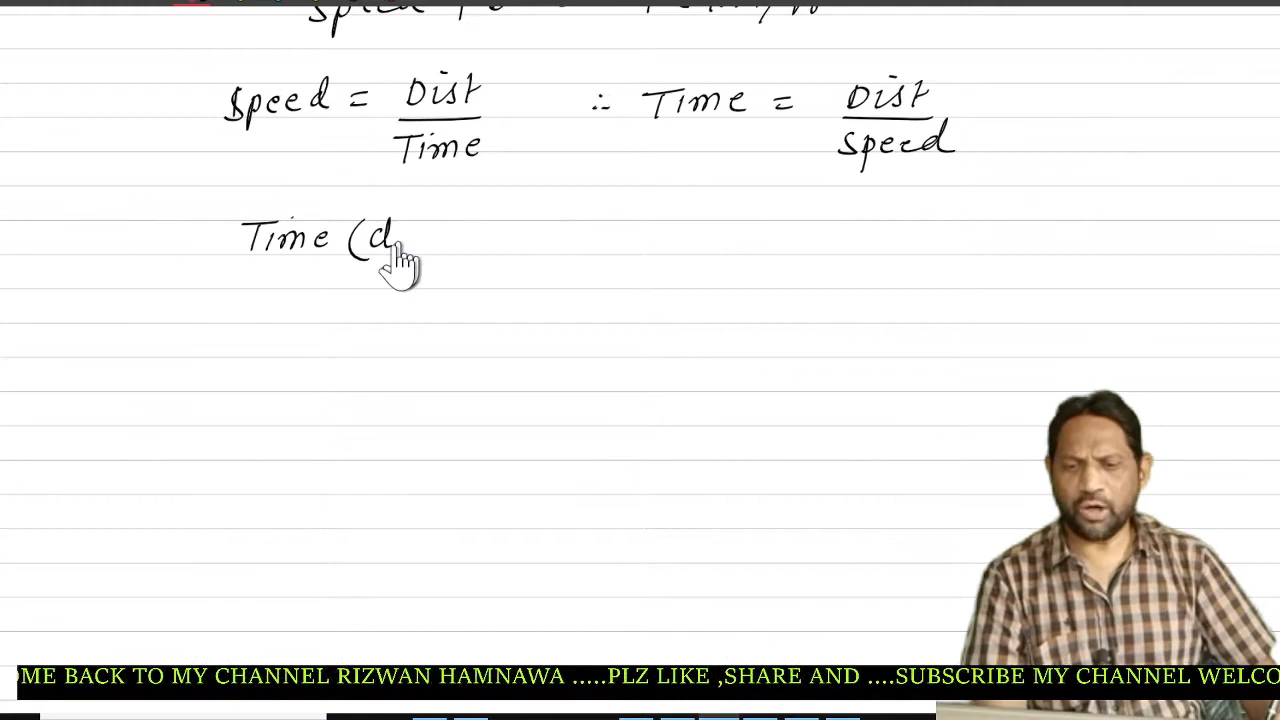 Speed = Dist / Time ∴ Time = Dist / Speed
Time (d
OME BACK TO MY CHANNEL RIZWAN HAMNAWA .....PLZ LIKE ,SHARE AND ....SUBSCRIBE MY CHANNEL WELCO